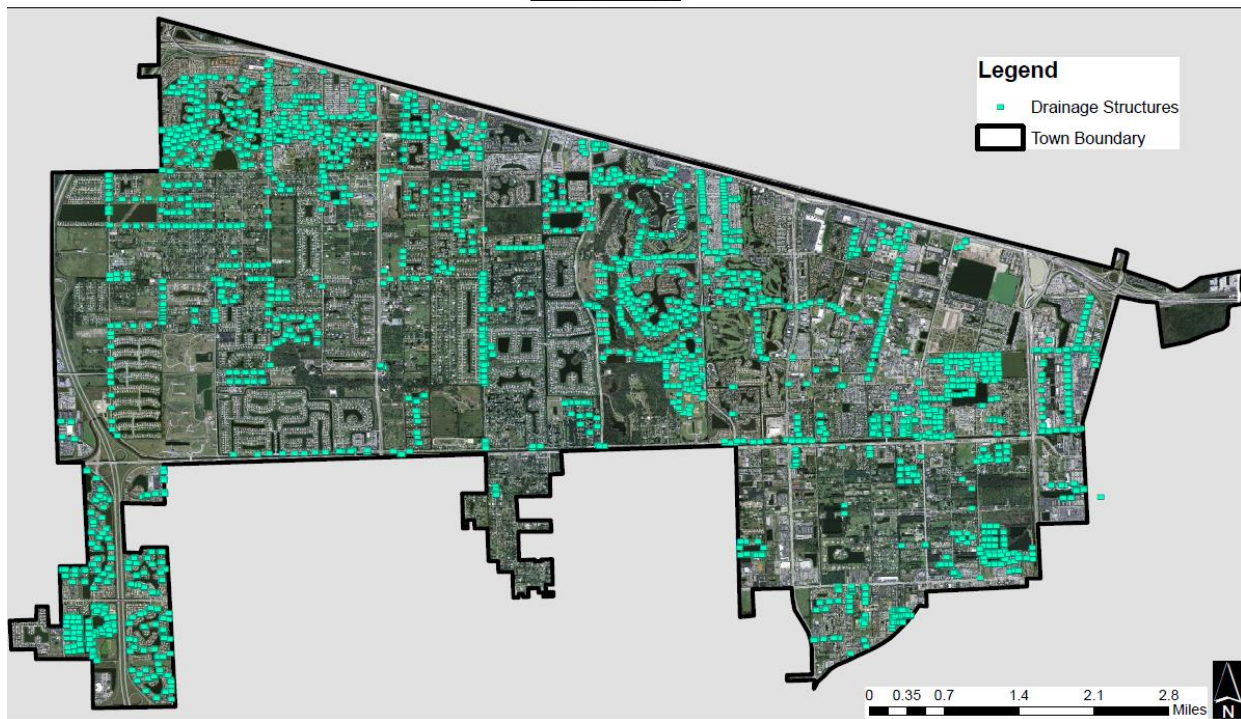 Legend
Drainage Structures
Town Boundary
0 0.35 0.7 1.4 2.1 2.8
Miles
N